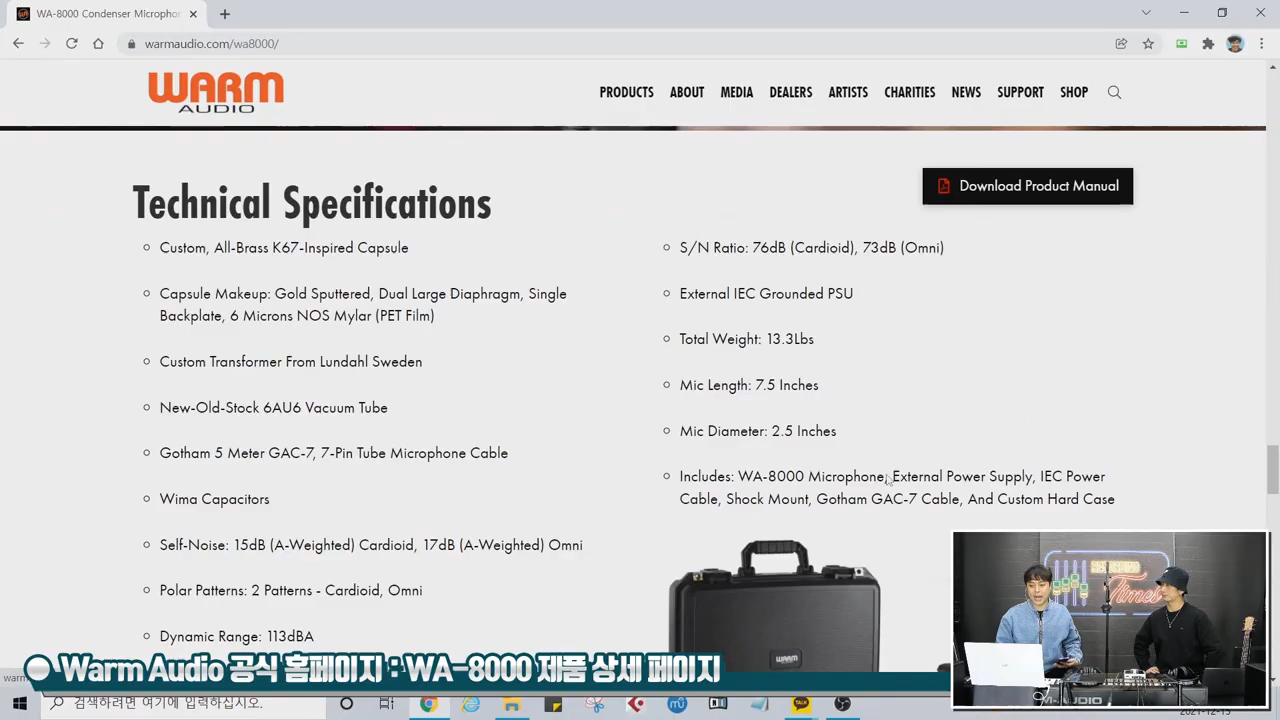 WA-8000 Condenser Microphon
warmaudio.com/wa8000/
WARM
AUDIO
PRODUCTS ABOUT MEDIA DEALERS ARTISTS CHARITIES NEWS SUPPORT SHOP
Download Product Manual
Technical Specifications
Custom, All-Brass K67-Inspired Capsule
Capsule Makeup: Gold Sputtered, Dual Large Diaphragm, Single
Backplate, 6 Microns NOS Mylar (PET Film)
Custom Transformer From Lundahl Sweden
New-Old-Stock 6AU6 Vacuum Tube
Gotham 5 Meter GAC-7, 7-Pin Tube Microphone Cable
Wima Capacitors
Self-Noise: 15dB (A-Weighted) Cardioid, 17dB (A-Weighted) Omni
Polar Patterns: 2 Patterns - Cardioid, Omni
Dynamic Range: 113dBA
S/N Ratio: 76dB (Cardioid), 73dB (Omni)
External IEC Grounded PSU
Total Weight: 13.3Lbs
Mic Length: 7.5 Inches
Mic Diameter: 2.5 Inches
Includes: WA-8000 Microphone, External Power Supply, IEC Power
Cable, Shock Mount, Gotham GAC-7 Cable, And Custom Hard Case
WARM
Times
warm
Warm Audio 공식 홈페이지 : WA-8000 제품 상세 페이지
검색하려면 여기에 입력하십시오.
TALK